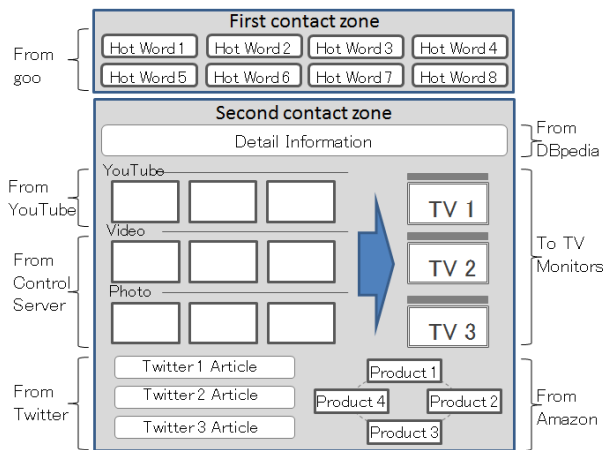 First contact zone
Hot Word 1
Hot Word 2
Hot Word 3
Hot Word 4
Hot Word 5
Hot Word 6
Hot Word 7
Hot Word 8
From
goo
Second contact zone
Detail Information
From
DBpedia
YouTube
From
YouTube
TV 1
Video
From
Control
Server
TV 2
To TV
Monitors
Photo
TV 3
From
Twitter
Twitter 1 Article
Twitter 2 Article
Twitter 3 Article
Product 1
Product 4
Product 2
Product 3
From
Amazon